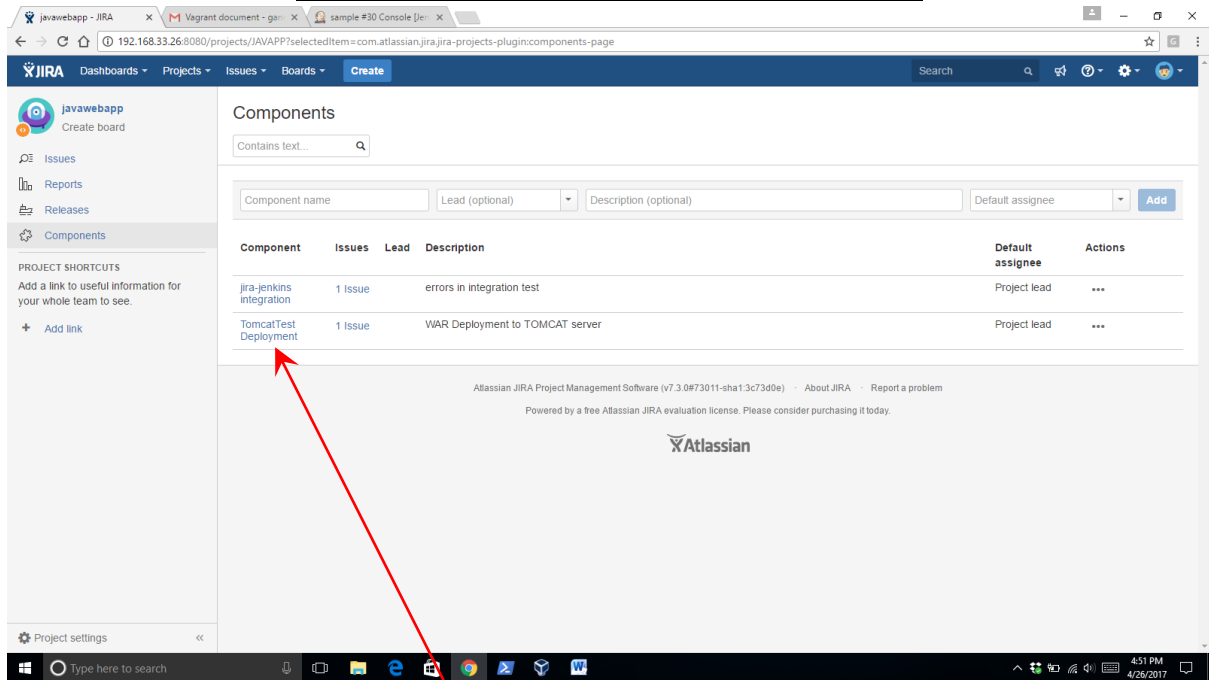 javawebapp - JIRA
Vagrant document - gan
sample #30 Console [Jen
192.168.33.26:8080/projects/JAVAPP?selectedItem=com.atlassian.jira.jira-projects-plugin:components-page
G
JIRA Dashboards Projects Issues Boards Create Search
javawebapp
Create board
Issues
Reports
Releases
Components
PROJECT SHORTCUTS
Add a link to useful information for
your whole team to see.
+ Add link
Project settings
Components
Contains text...
Component name Lead (optional) Description (optional) Default assignee Add
Component Issues Lead Description Default assignee Actions
jira-jenkins integration 1 Issue errors in integration test Project lead
TomcatTest Deployment 1 Issue WAR Deployment to TOMCAT server Project lead
Atlassian JIRA Project Management Software (v7.3.0#73011-sha1:3c73d0e) · About JIRA · Report a problem
Powered by a free Atlassian JIRA evaluation license. Please consider purchasing it today.
Atlassian
Type here to search
4:51 PM
4/26/2017